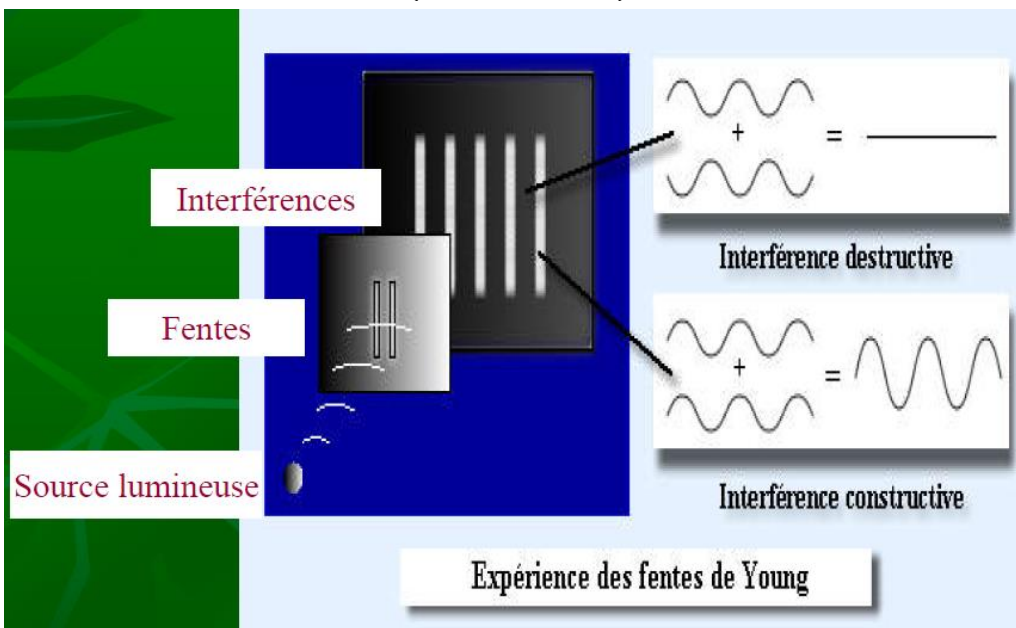 Interférences
Fentes
Source lumineuse
+
=
Interférence destructive
+
=
Interférence constructive
Expérience des fentes de Young